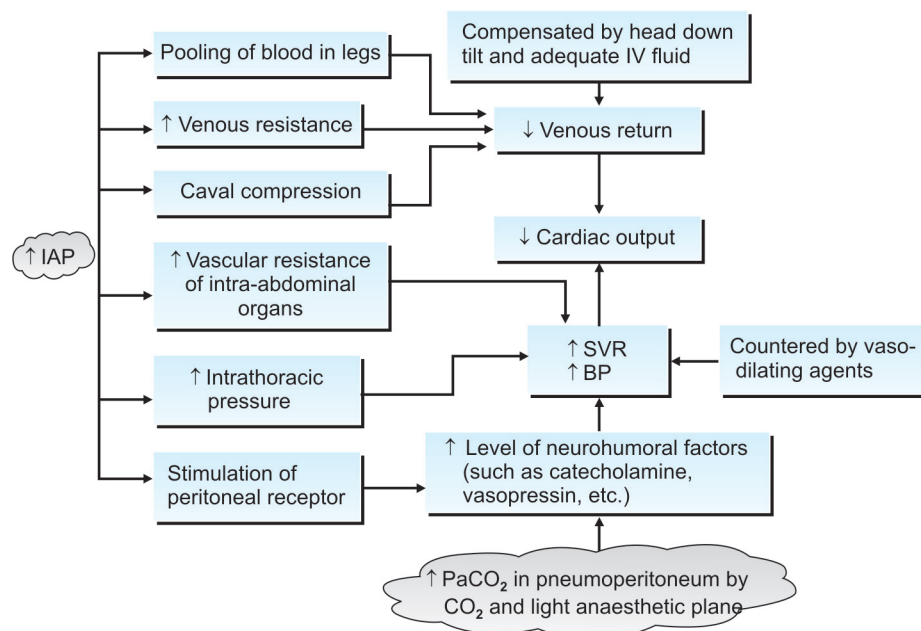 Pooling of blood in legs
Compensated by head down
tilt and adequate IV fluid
↑ Venous resistance
↓ Venous return
Caval compression
↑ IAP
↓ Cardiac output
↑ Vascular resistance
of intra-abdominal
organs
↑ SVR
↑ BP
Countered by vaso-
dilating agents
↑ Intrathoracic
pressure
↑ Level of neurohumoral factors
(such as catecholamine,
vasopressin, etc.)
Stimulation of
peritoneal receptor
↑ PaCO₂ in pneumoperitoneum by
CO₂ and light anaesthetic plane